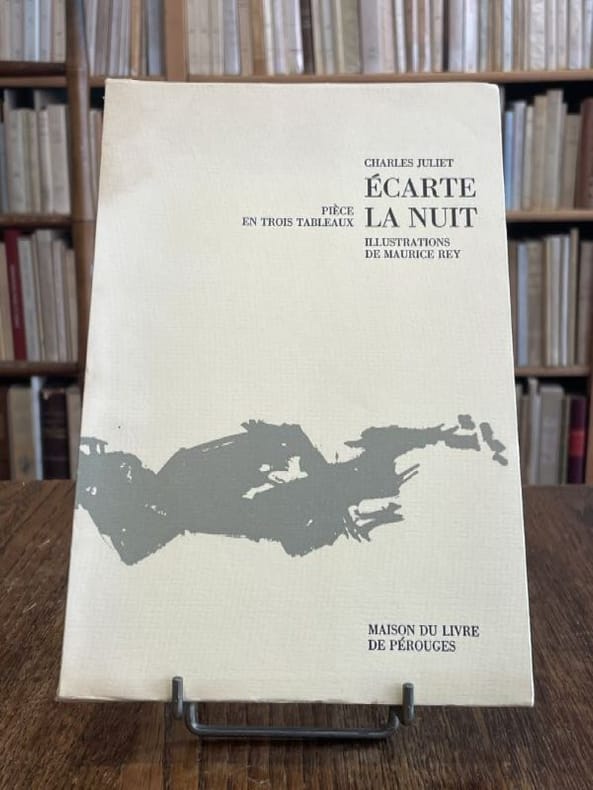 CHARLES JULIET
ÉCARTE
LA NUIT
PIÈCE
EN TROIS TABLEAUX
ILLUSTRATIONS
DE MAURICE REY
MAISON DU LIVRE
DE PÉROUGES